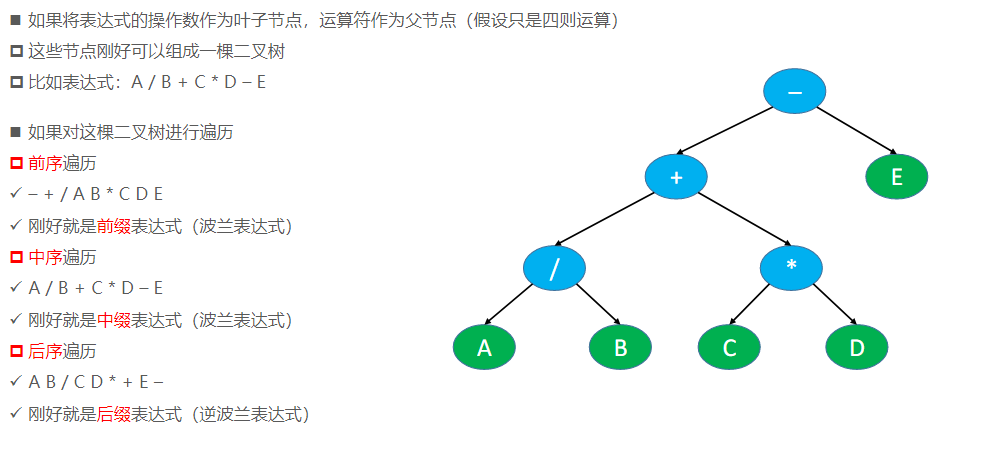 如果将表达式的操作数作为叶子节点，运算符作为父节点（假设只是四则运算）
这些节点刚好可以组成一棵二叉树
比如表达式：A / B + C * D – E
如果对这棵二叉树进行遍历
前序遍历
– + / A B * C D E
刚好就是前缀表达式（波兰表达式）
中序遍历
A / B + C * D – E
刚好就是中缀表达式（波兰表达式）
后序遍历
A B / C D * + E –
刚好就是后缀表达式（逆波兰表达式）
–
+
E
/
*
A
B
C
D